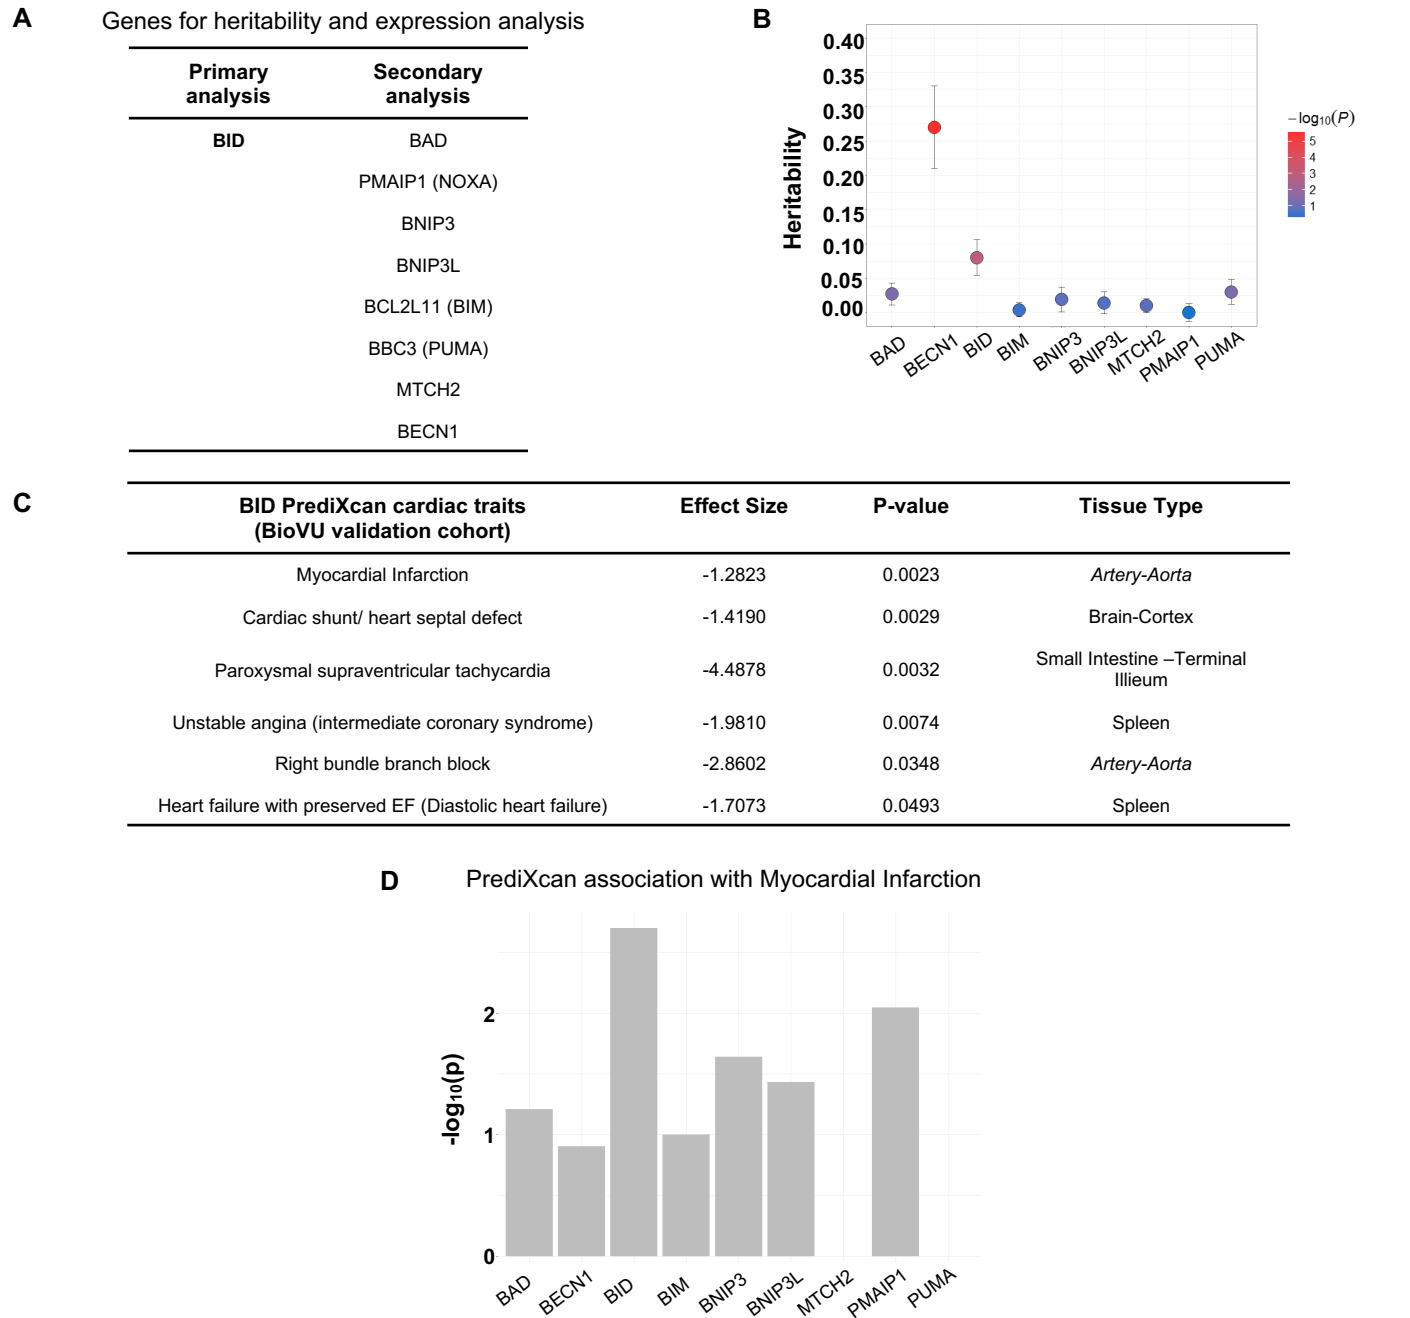 A
Genes for heritability and expression analysis
Primary analysis
Secondary analysis
BID
BAD
PMAIP1 (NOXA)
BNIP3
BNIP3L
BCL2L11 (BIM)
BBC3 (PUMA)
MTCH2
BECN1
B
Heritability
0.40
0.35
0.30
0.25
0.20
0.15
0.10
0.05
0.00
BAD
BECN1
BID
BIM
BNIP3
BNIP3L
MTCH2
PMAIP1
PUMA
−log10(P)
5
4
3
2
1
C
BID PrediXcan cardiac traits
(BioVU validation cohort)
Effect Size
P-value
Tissue Type
Myocardial Infarction -1.2823 0.0023 Artery-Aorta
Cardiac shunt/ heart septal defect -1.4190 0.0029 Brain-Cortex
Paroxysmal supraventricular tachycardia -4.4878 0.0032 Small Intestine –Terminal
Illieum
Unstable angina (intermediate coronary syndrome) -1.9810 0.0074 Spleen
Right bundle branch block -2.8602 0.0348 Artery-Aorta
Heart failure with preserved EF (Diastolic heart failure) -1.7073 0.0493 Spleen
D
PrediXcan association with Myocardial Infarction
-log10(p)
2
1
0
BAD
BECN1
BID
BIM
BNIP3
BNIP3L
MTCH2
PMAIP1
PUMA